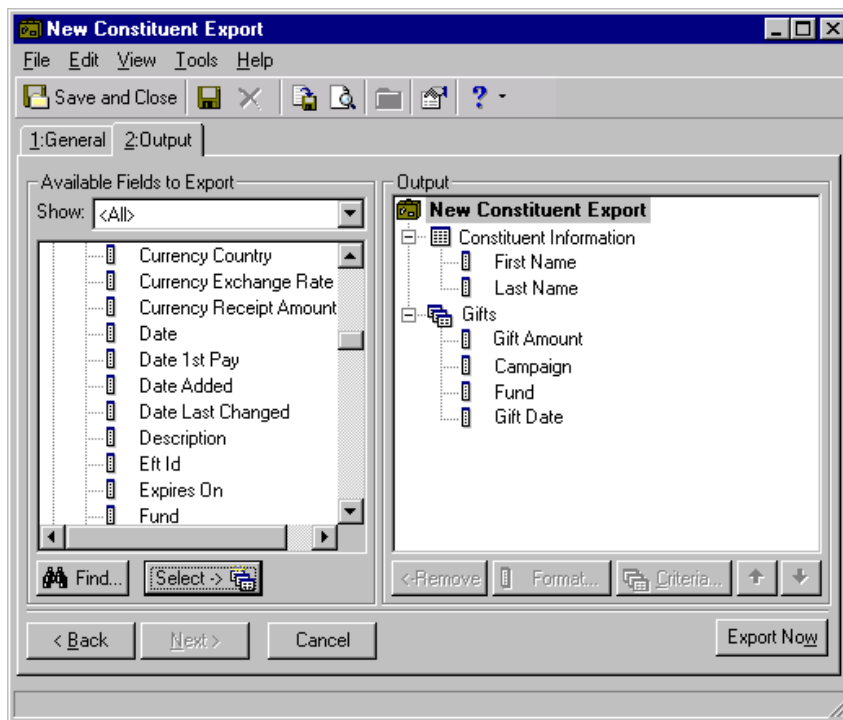 New Constituent Export
File Edit View Tools Help
Save and Close ?
1:General 2:Output
Available Fields to Export
Show: <All>
Currency Country
Currency Exchange Rate
Currency Receipt Amount
Date
Date 1st Pay
Date Added
Date Last Changed
Description
Eft Id
Expires On
Fund
Find... Select ->
Output
New Constituent Export
Constituent Information
First Name
Last Name
Gifts
Gift Amount
Campaign
Fund
Gift Date
<-Remove Format... Criteria...
< Back Next > Cancel Export Now